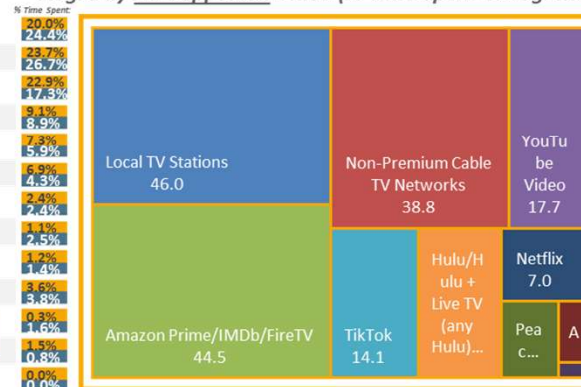 % Time Spent:
20.0%
24.4%
23.7%
26.7%
22.9%
17.3%
9.1%
8.9%
7.3%
5.9%
6.9%
4.3%
2.4%
2.4%
1.1%
2.5%
1.2%
1.4%
3.6%
3.8%
0.3%
1.6%
1.5%
0.8%
0.0%
0.0%
Local TV Stations
46.0
Non-Premium Cable
TV Networks
38.8
YouTu
be
Video
17.7
Amazon Prime/IMDb/FireTV
44.5
TikTok
14.1
Hulu/H
ulu +
Live TV
(any
Hulu)...
Netflix
7.0
Pea
c...
A